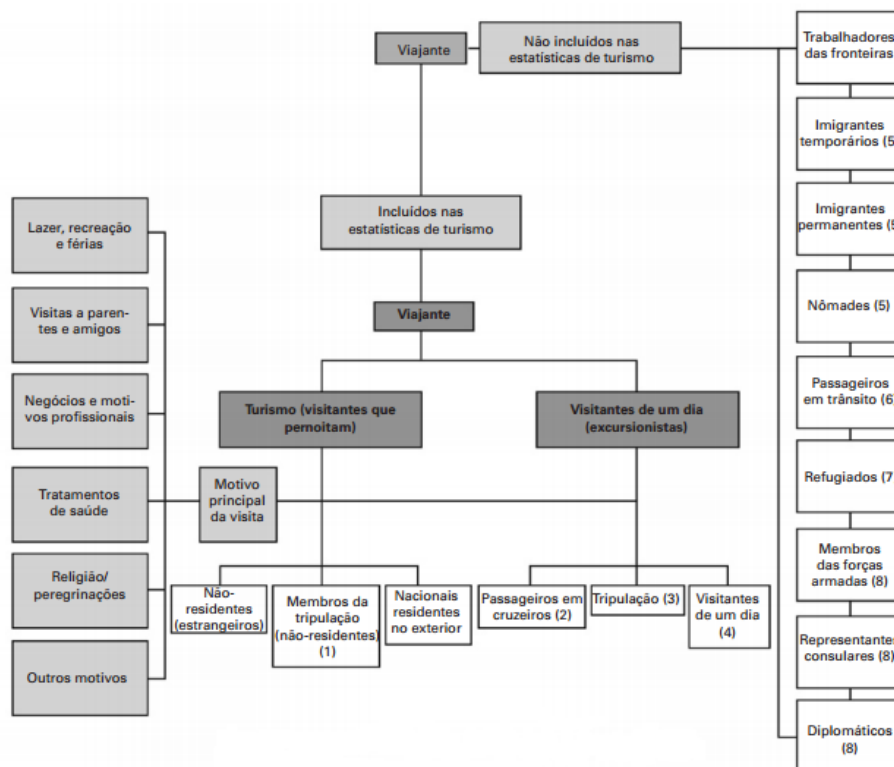 Viajante
Não incluídos nas
estatísticas de turismo
Trabalhadores
das fronteiras
Imigrantes
temporários (5
Imigrantes
permanentes (5
Nômades (5)
Passageiros
em trânsito (6)
Refugiados (7
Membros
das forças
armadas (8)
Representantes
consulares (8)
Diplomáticos
(8)
Incluídos nas
estatísticas de turismo
Viajante
Turismo (visitantes que
pernoitam)
Visitantes de um dia
(excursionistas)
Lazer, recreação
e férias
Visitas a paren-
tes e amigos
Negócios e moti-
vos profissionais
Tratamentos
de saúde
Religião/
peregrinações
Outros motivos
Motivo
principal
da visita
Não-
residentes
(estrangeiros)
Membros da
tripulação
(não-residentes)
(1)
Nacionais
residentes
no exterior
Passageiros em
cruzeiros (2)
Tripulação (3)
Visitantes
de um dia
(4)